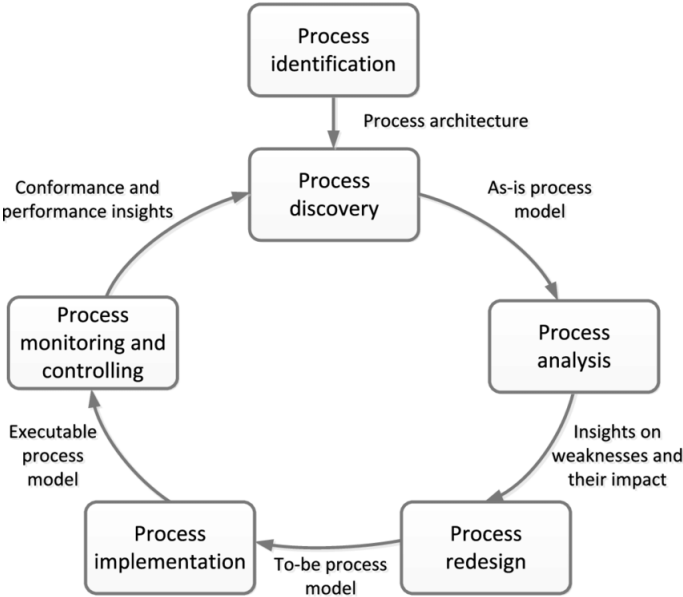 Process
identification
Process architecture
Process
discovery
As-is process
model
Conformance and
performance insights
Process
monitoring and
controlling
Process
analysis
Executable
process
model
Insights on
weaknesses and
their impact
Process
implementation
To-be process
model
Process
redesign